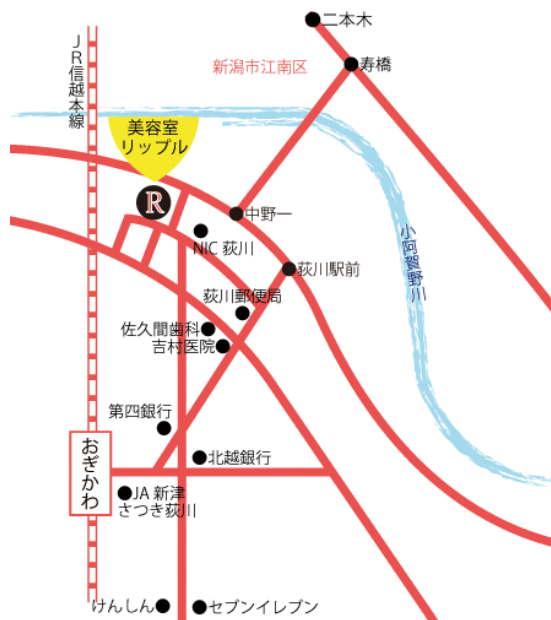 二本木
寿橋
新潟市江南区
JR信越本線
美容室
リップル
R
中野一
NIC 荻川
荻川駅前
小阿賀野川
荻川郵便局
佐久間歯科
吉村医院
第四銀行
北越銀行
おぎかわ
JA 新津
さつき荻川
けんしん
セブンイレブン